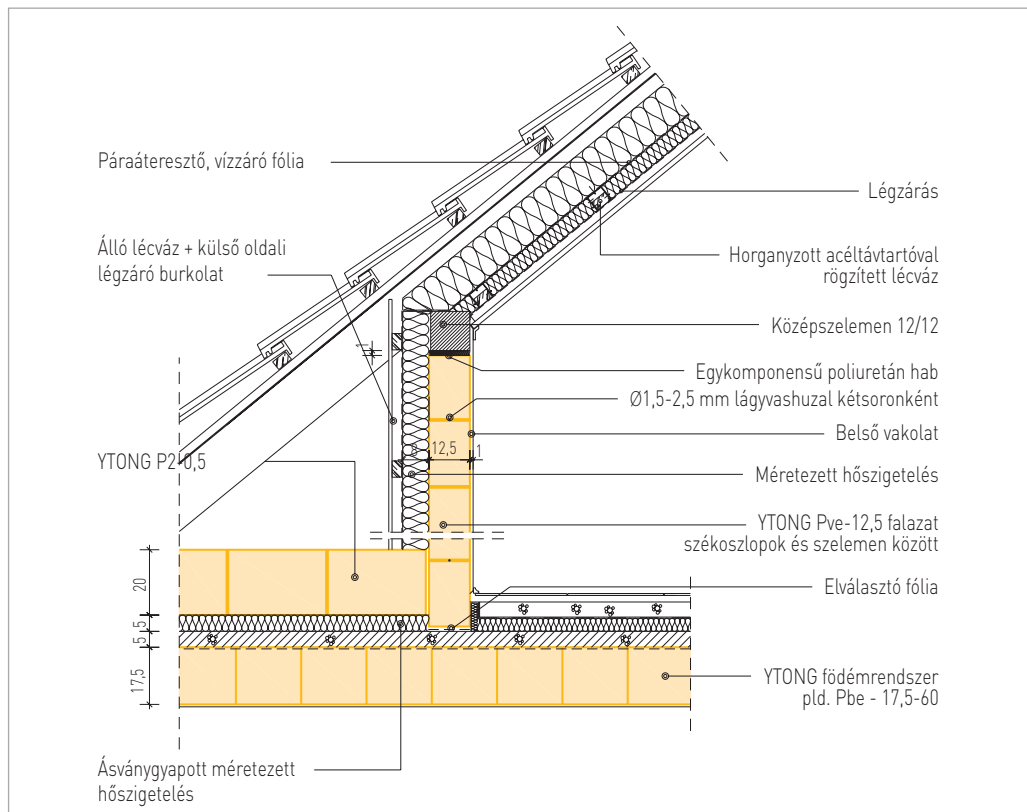 Páraáteresztő, vízzáró fólia
Álló lécváz + külső oldali
légzáró burkolat
YTONG P2-0,5
Légzárás
Horganyzott acéltávtartóval
rögzített lécváz
Középszelemen 12/12
Egykomponensű poliuretán hab
Ø1,5-2,5 mm lágyvashuzal kétsoronként
Belső vakolat
Méretezett hőszigetelés
YTONG Pve-12,5 falazat
székoszlopok és szelemen között
Elválasztó fólia
YTONG födémrendszer
pld. Pbe - 17,5-60
Ásványgyapott méretezett
hőszigetelés
1
12,5
1
20
5
5
17,5